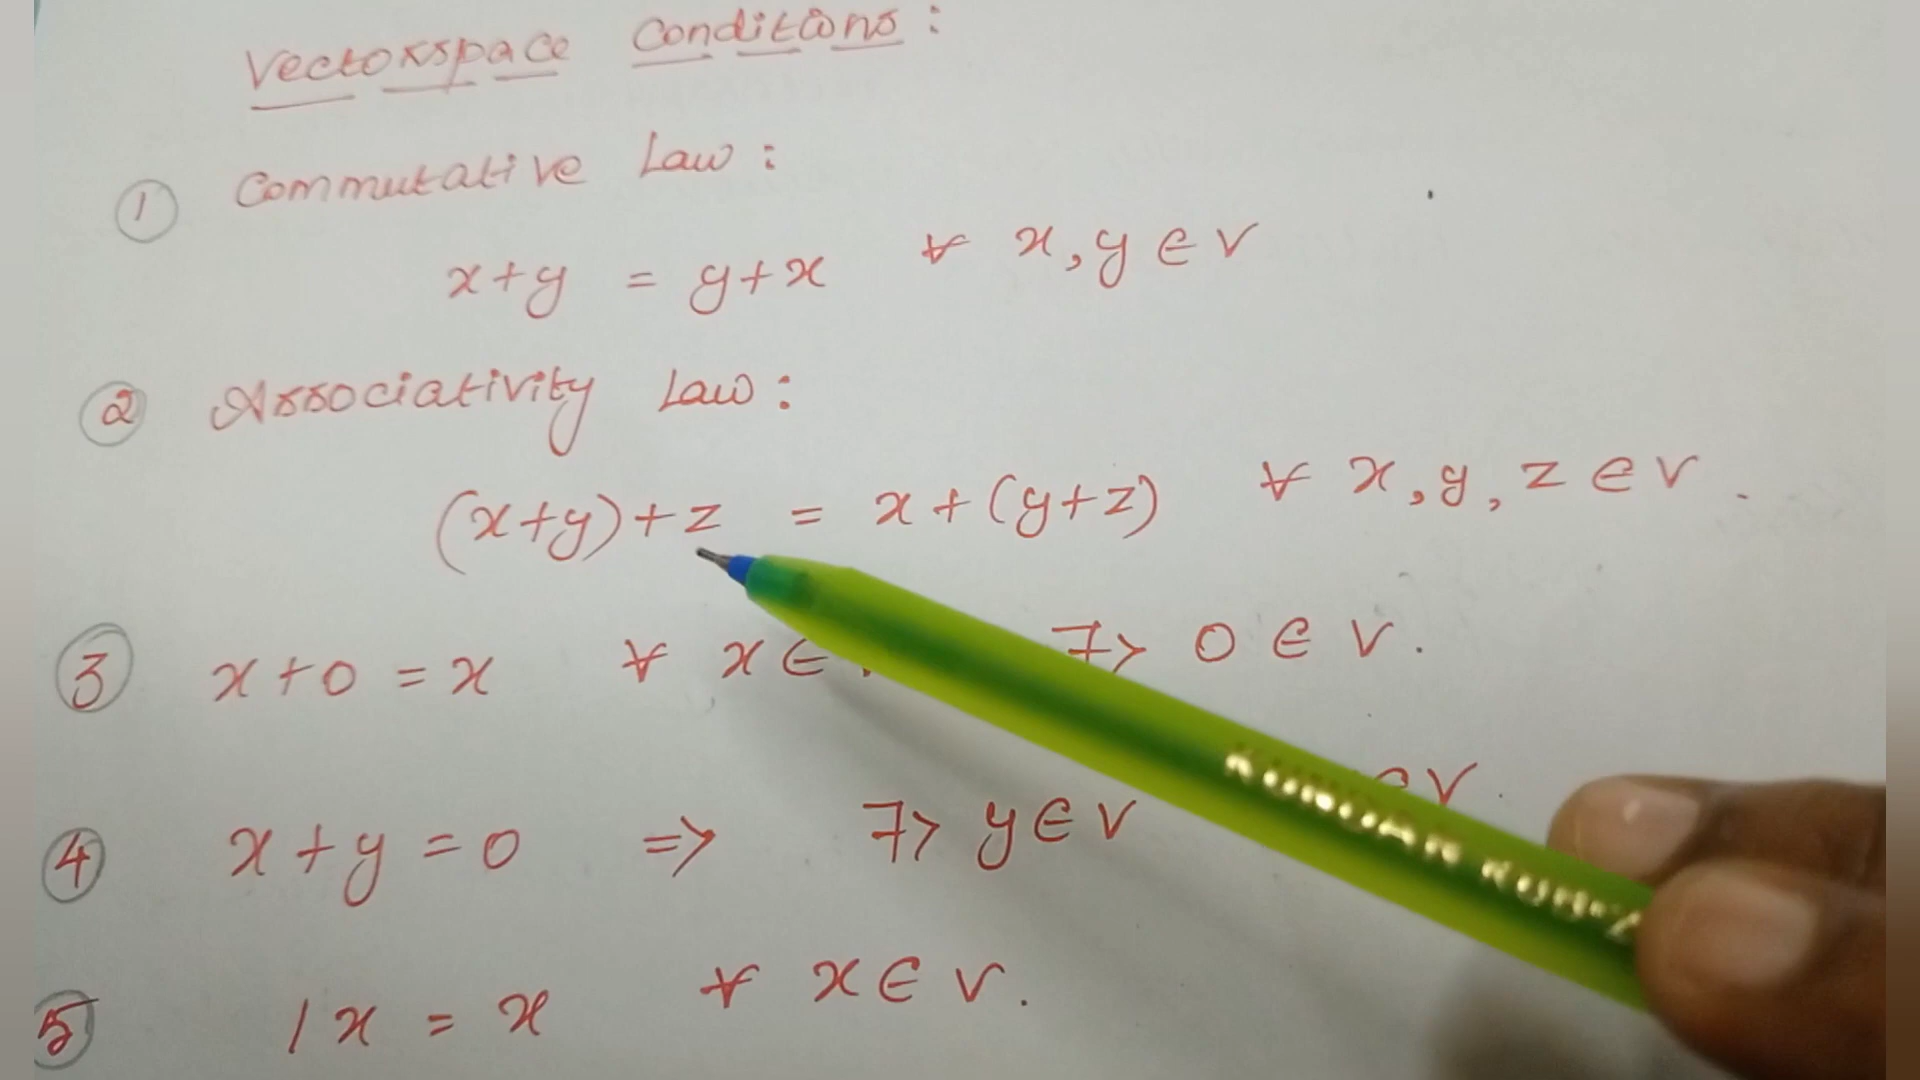 Vectorspace Conditions:
① Commutative Law:
x+y = y+x ∀ x,y ∈ V
② Associativity Law:
(x+y)+z = x+(y+z) ∀ x,y,z ∈ V.
③ x+0 = x ∀ x ∈ ∃> 0 ∈ V.
④ x+y = 0 => ∃> y ∈ V V.
⑤ 1x = x ∀ x ∈ V.